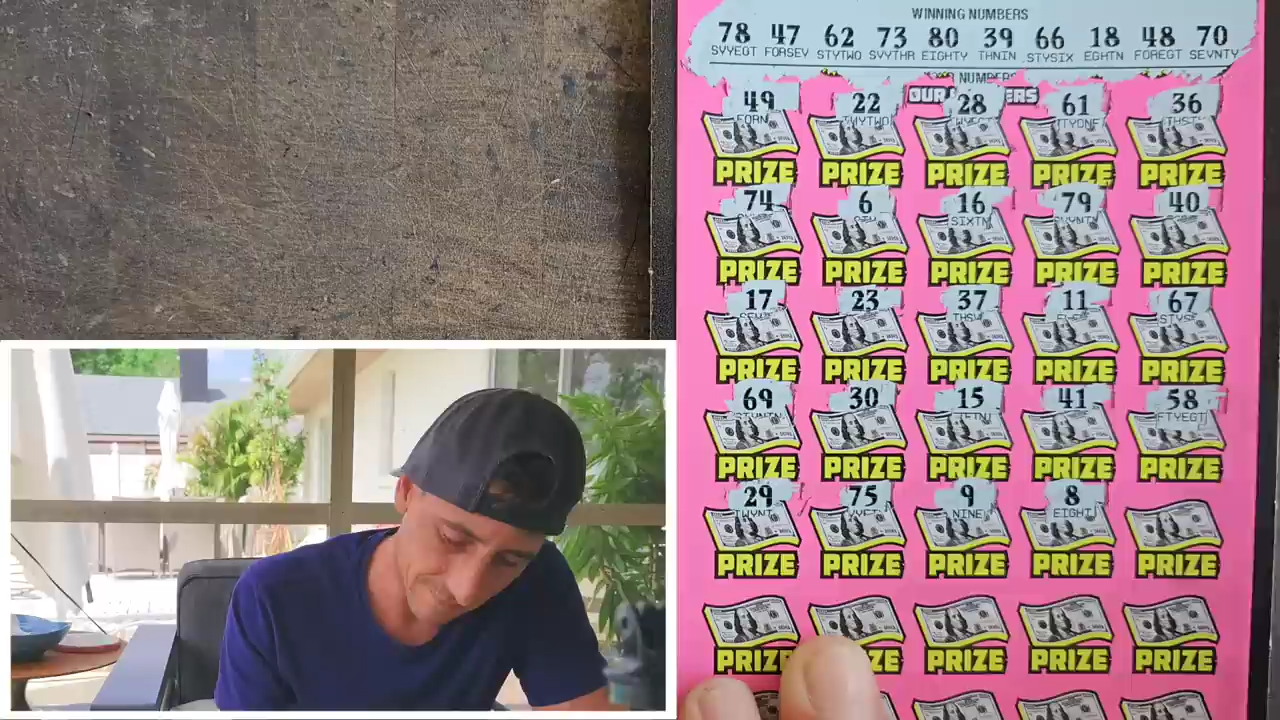 WINNING NUMBERS
78 47 62 73 80 39 66 18 48 70
SVYEGT FORSEV STYTWO SVYTHR EIGHTY THNIN STYSIX EGHTN FOREGT SEVNTY
NUMBERS
49 22 28 61 36
PRIZE PRIZE PRIZE PRIZE PRIZE
74 6 16 79 40
SIXTN
PRIZE PRIZE PRIZE PRIZE PRIZE
17 23 37 11 67
PRIZE PRIZE PRIZE PRIZE PRIZE
69 30 15 41 58
FTYEGT
PRIZE PRIZE PRIZE PRIZE PRIZE
29 75 9 8
NINE EIGHT
PRIZE PRIZE PRIZE PRIZE PRIZE
PRIZE PRIZE PRIZE PRIZE